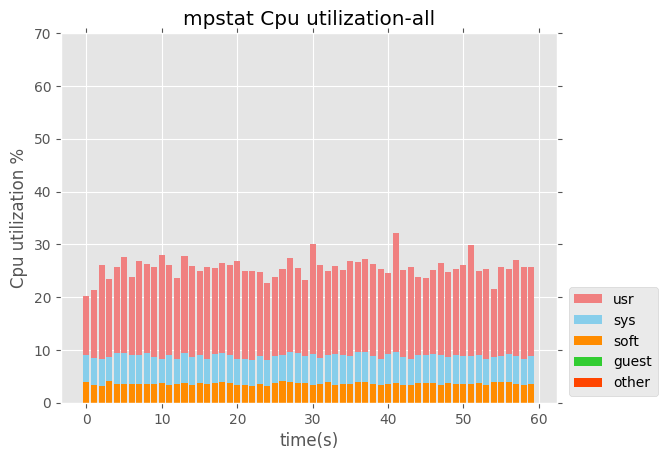 mpstat Cpu utilization-all
70
60
50
40
30
20
10
0
Cpu utilization %
0 10 20 30 40 50 60
time(s)
usr
sys
soft
guest
other